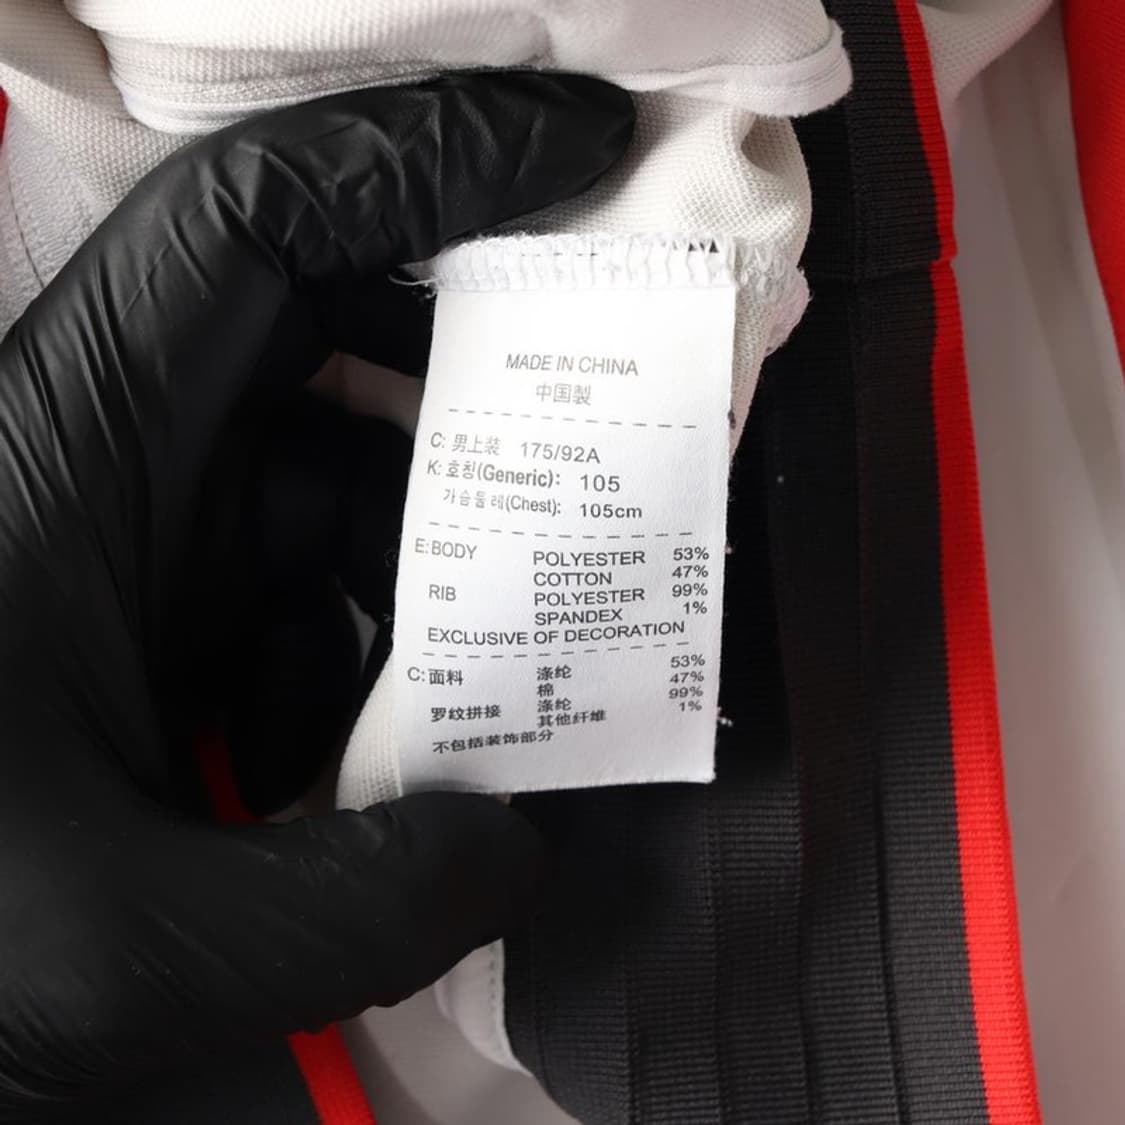 MADE IN CHINA
中国製
C: 男上装 175/92A
K: 호칭(Generic): 105
가슴둘레(Chest): 105cm
E: BODY POLYESTER 53%
COTTON 47%
RIB POLYESTER 99%
SPANDEX 1%
EXCLUSIVE OF DECORATION
C: 面料 涤纶 53%
棉 47%
罗纹拼接 涤纶 99%
其他纤维 1%
不包括装饰部分